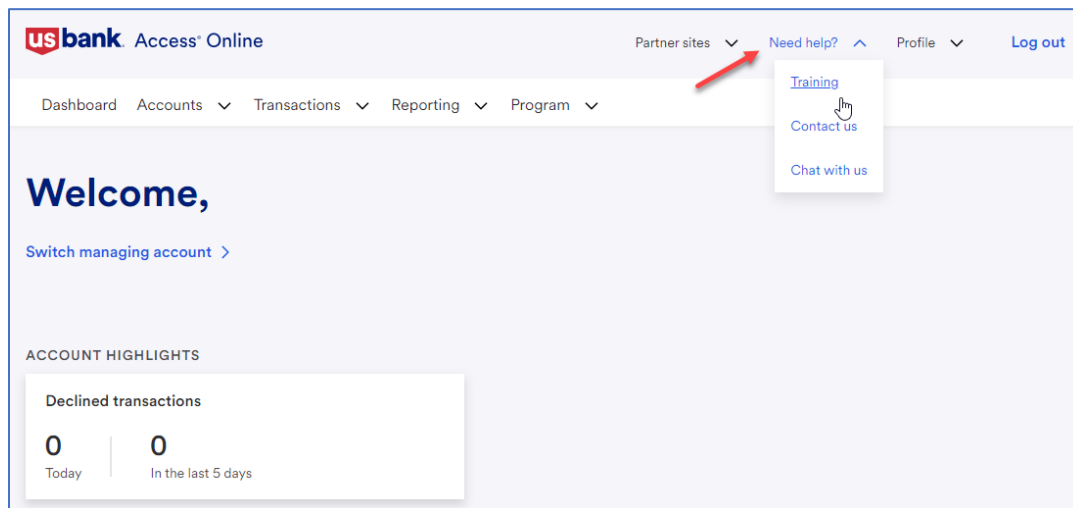 usbank. Access® Online
Partner sites Need help? Profile Log out
Training
Contact us
Chat with us
Dashboard Accounts Transactions Reporting Program
Welcome,
Switch managing account
ACCOUNT HIGHLIGHTS
Declined transactions
0 0
Today In the last 5 days